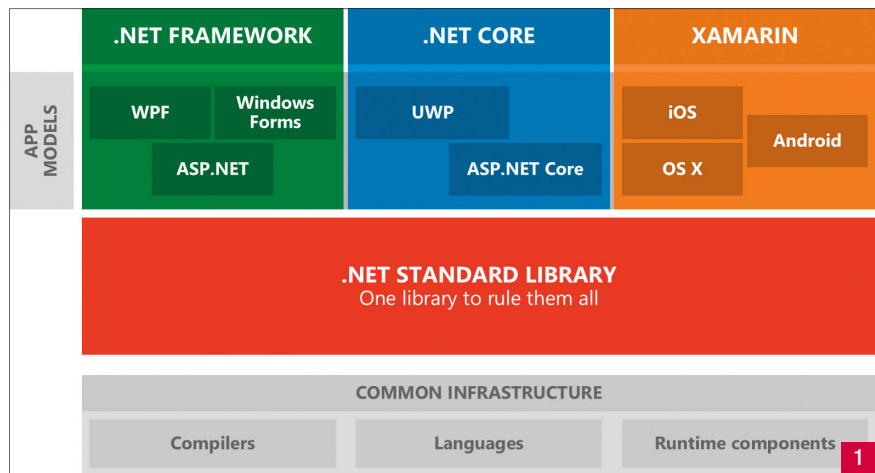 .NET FRAMEWORK
.NET CORE
XAMARIN
APP
MODELS
WPF
Windows
Forms
ASP.NET
UWP
ASP.NET Core
iOS
Android
OS X
.NET STANDARD LIBRARY
One library to rule them all
COMMON INFRASTRUCTURE
Compilers
Languages
Runtime components
1